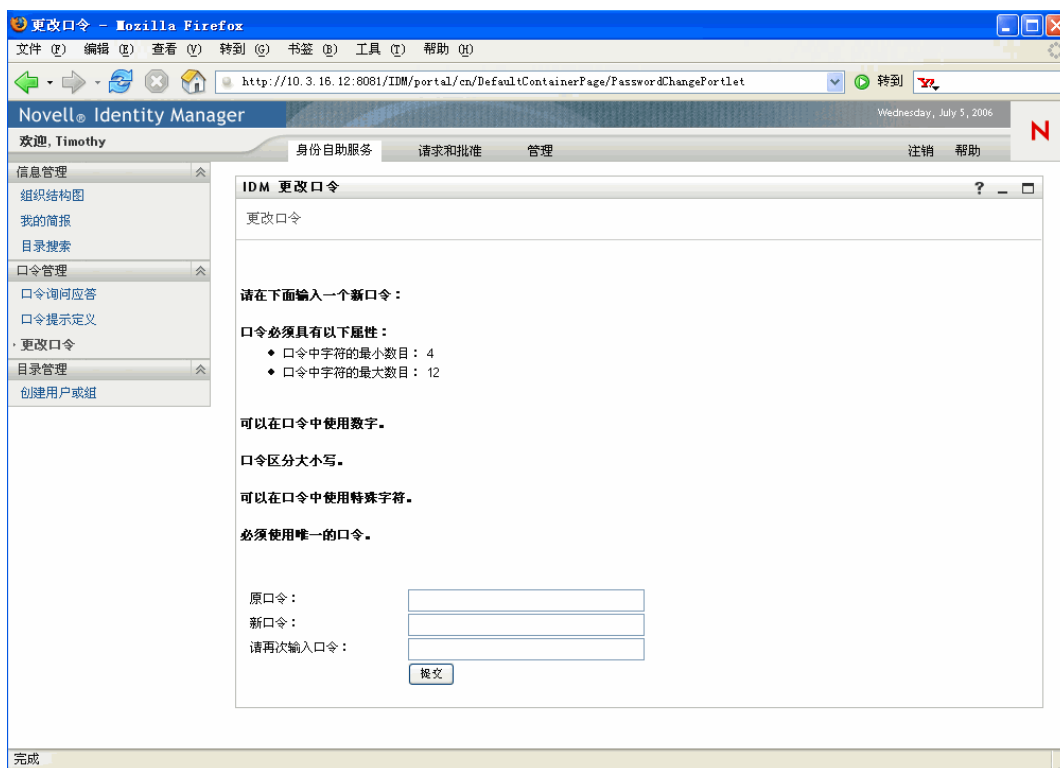 更改口令 - Mozilla Firefox
文件 (F) 编辑 (E) 查看 (V) 转到 (G) 书签 (B) 工具 (T) 帮助 (H)
http://10.3.16.12:8081/IDM/portal/cn/DefaultContainerPage/PasswordChangePortlet 转到
Novell® Identity Manager
Wednesday, July 5, 2006
N
欢迎, Timothy
身份自助服务 请求和批准 管理 注销 帮助
信息管理
组织结构图
我的简报
目录搜索
口令管理
口令询问应答
口令提示定义
更改口令
目录管理
创建用户或组
IDM 更改口令
更改口令
请在下面输入一个新口令：
口令必须具有以下属性：
◆ 口令中字符的最小数目： 4
◆ 口令中字符的最大数目： 12
可以在口令中使用数字。
口令区分大小写。
可以在口令中使用特殊字符。
必须使用唯一的口令。
原口令：
新口令：
请再次输入口令：
提交
完成